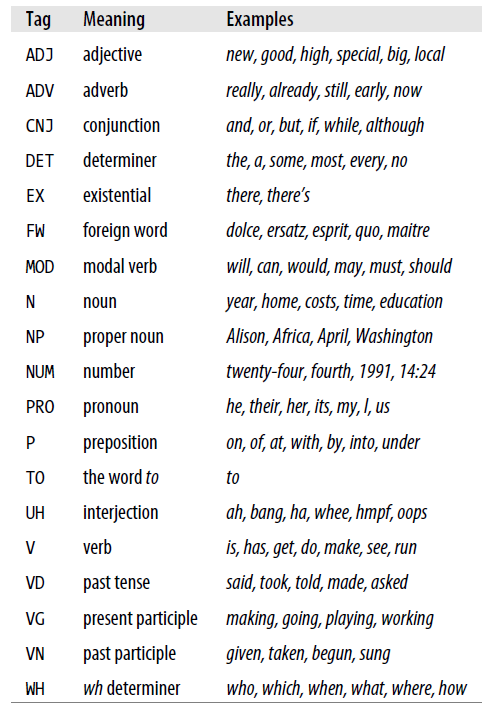 Tag Meaning Examples
ADJ adjective new, good, high, special, big, local
ADV adverb really, already, still, early, now
CNJ conjunction and, or, but, if, while, although
DET determiner the, a, some, most, every, no
EX existential there, there’s
FW foreign word dolce, ersatz, esprit, quo, maitre
MOD modal verb will, can, would, may, must, should
N noun year, home, costs, time, education
NP proper noun Alison, Africa, April, Washington
NUM number twenty-four, fourth, 1991, 14:24
PRO pronoun he, their, her, its, my, I, us
P preposition on, of, at, with, by, into, under
TO the word to to
UH interjection ah, bang, ha, whee, hmpf, oops
V verb is, has, get, do, make, see, run
VD past tense said, took, told, made, asked
VG present participle making, going, playing, working
VN past participle given, taken, begun, sung
WH wh determiner who, which, when, what, where, how